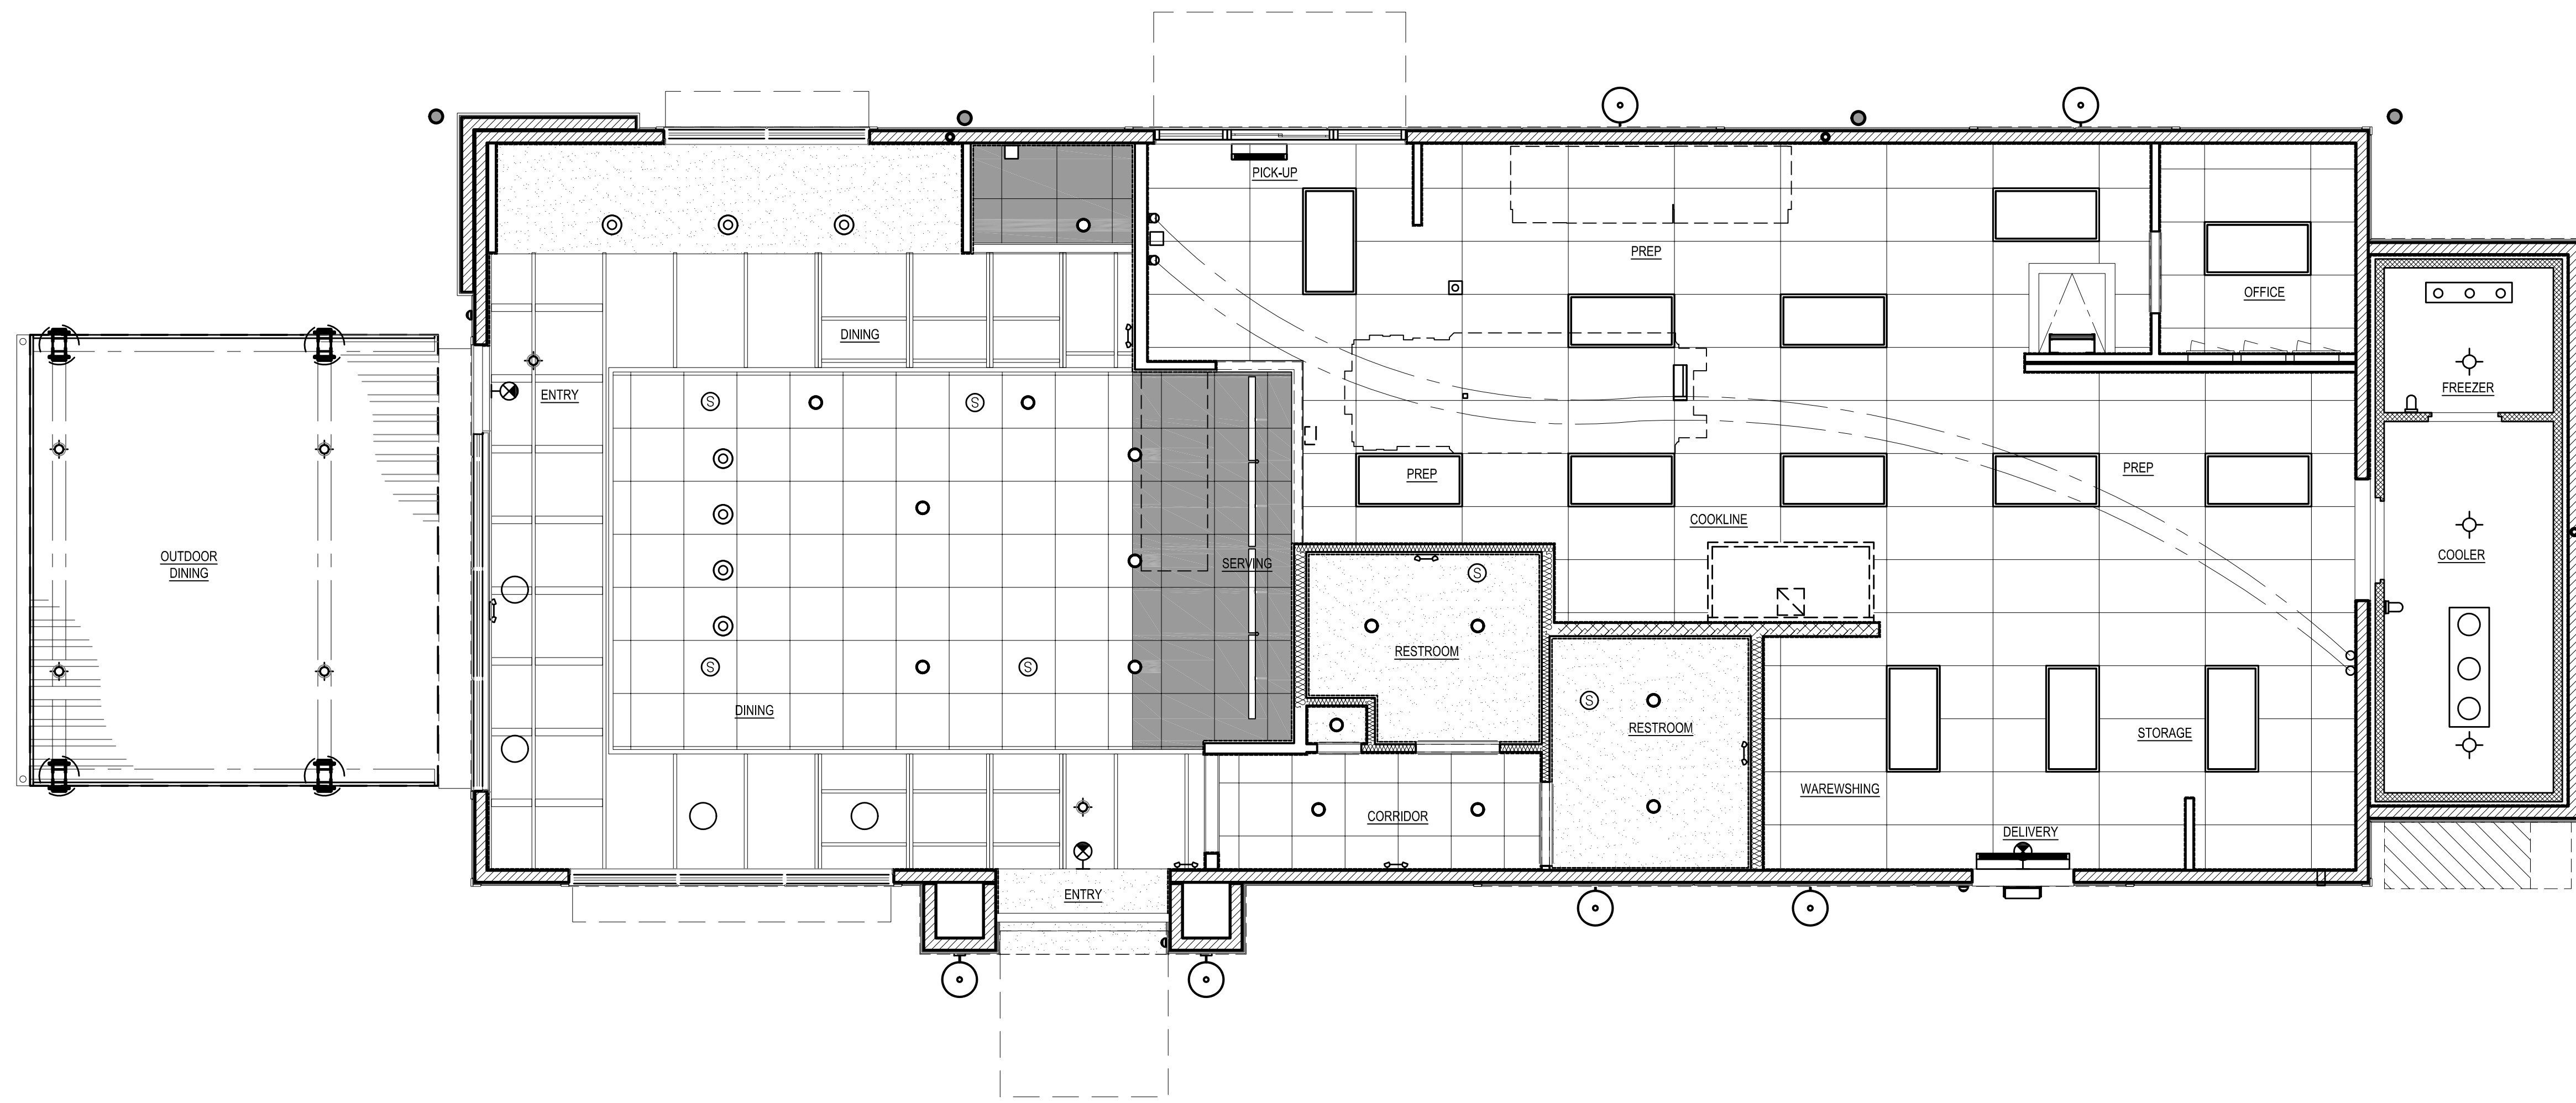 PICK-UP
PREP
OFFICE
DINING
FREEZER
ENTRY
PREP
PREP
COOKLINE
OUTDOOR
DINING
COOLER
SERVING
RESTROOM
DINING
RESTROOM
STORAGE
WAREWSHING
CORRIDOR
DELIVERY
ENTRY
S
S
S
S
S
S